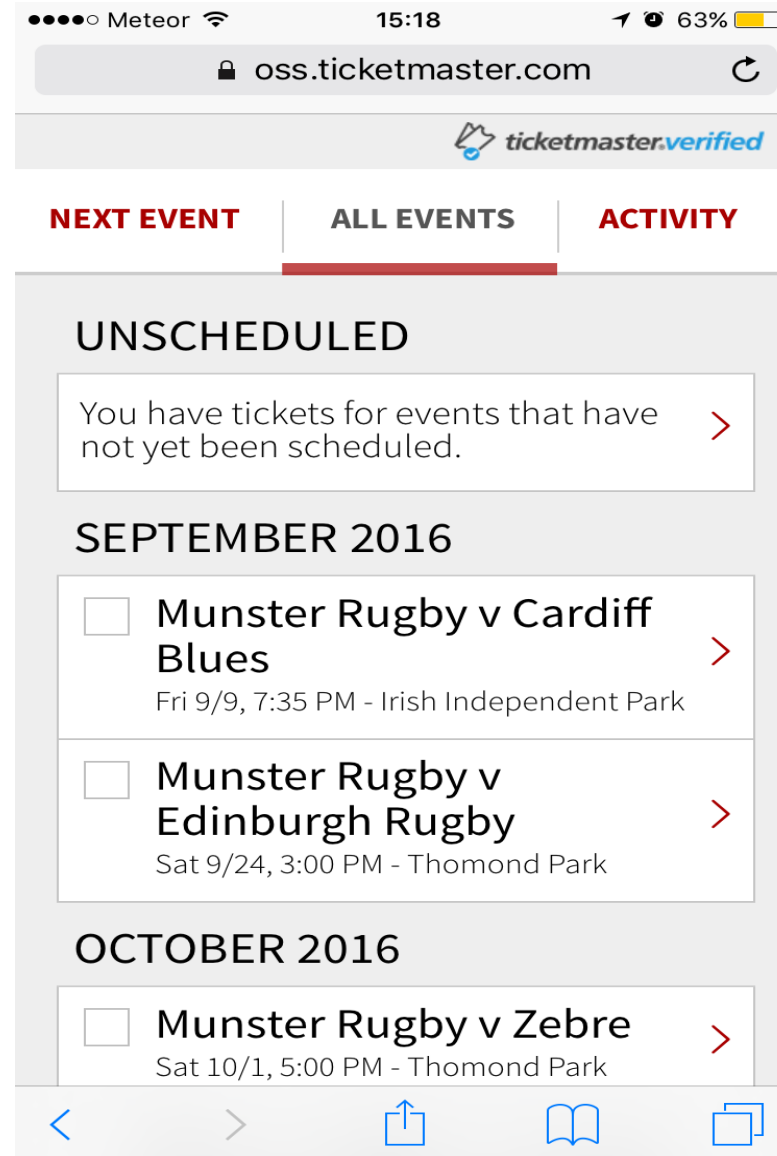 Meteor 15:18 63%
oss.ticketmaster.com
ticketmaster.verified
NEXT EVENT ALL EVENTS ACTIVITY
UNSCHEDULED
You have tickets for events that have
not yet been scheduled.
SEPTEMBER 2016
Munster Rugby v Cardiff
Blues
Fri 9/9, 7:35 PM - Irish Independent Park
Munster Rugby v
Edinburgh Rugby
Sat 9/24, 3:00 PM - Thomond Park
OCTOBER 2016
Munster Rugby v Zebre
Sat 10/1, 5:00 PM - Thomond Park